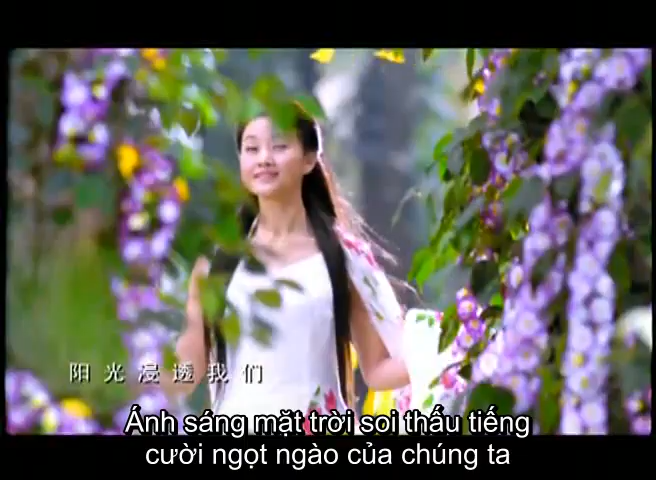 阳光浸透我们
Ánh sáng mặt trời soi thấu tiếng
cười ngọt ngào của chúng ta